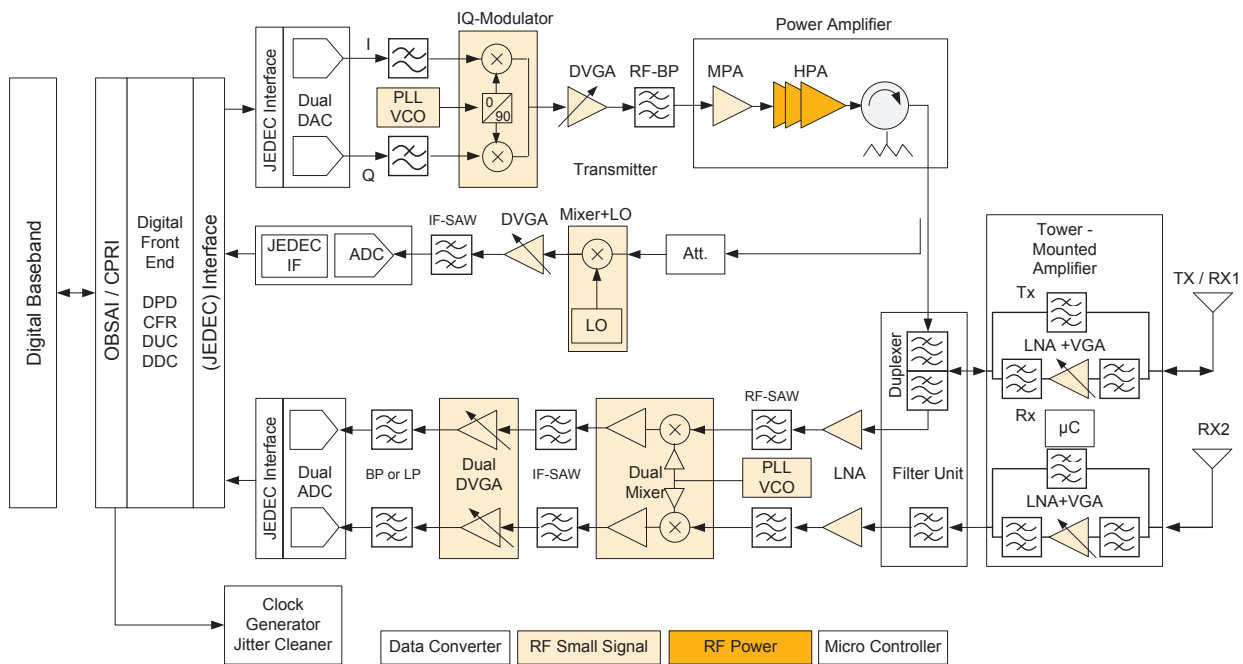 IQ-Modulator
Power Amplifier
JEDEC Interface
Dual
DAC
I
Q
PLL
VCO
0
90
DVGA
RF-BP
MPA
HPA
Transmitter
Digital Baseband
OBSAI / CPRI
Digital
Front
End
DPD
CFR
DUC
DDC
(JEDEC) Interface
JEDEC
IF
ADC
IF-SAW
DVGA
Mixer+LO
LO
Att.
Tower -
Mounted
Amplifier
Tx
LNA +VGA
Rx
µC
LNA+VGA
TX / RX1
RX2
Duplexer
Filter Unit
JEDEC Interface
Dual
ADC
BP or LP
Dual
DVGA
IF-SAW
Dual
Mixer
RF-SAW
PLL
VCO
LNA
Clock
Generator
Jitter Cleaner
Data Converter
RF Small Signal
RF Power
Micro Controller